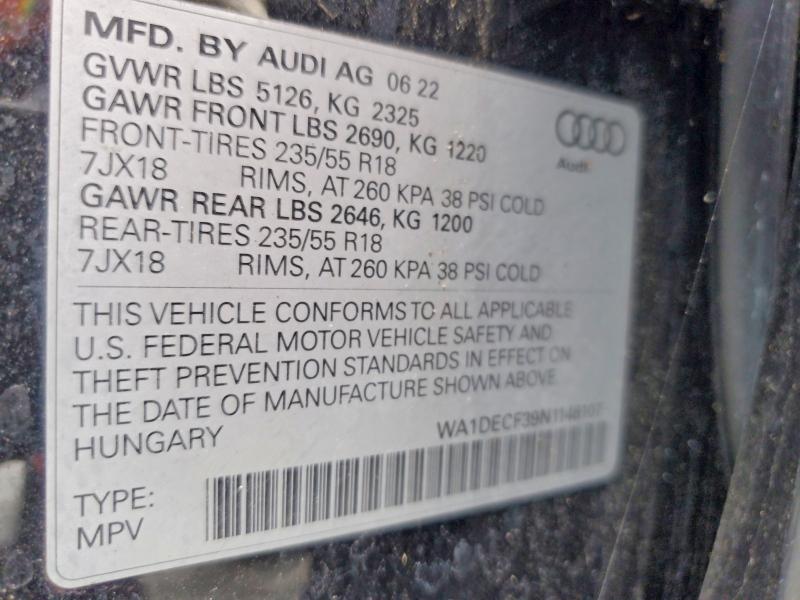 MFD. BY AUDI AG 06 22
GVWR LBS 5126, KG 2325
GAWR FRONT LBS 2690, KG 1220
FRONT-TIRES 235/55 R18
7JX18 RIMS, AT 260 KPA 38 PSI COLD
GAWR REAR LBS 2646, KG 1200
REAR-TIRES 235/55 R18
7JX18 RIMS, AT 260 KPA 38 PSI COLD
Audi
THIS VEHICLE CONFORMS TO ALL APPLICABLE
U.S. FEDERAL MOTOR VEHICLE SAFETY AND
THEFT PREVENTION STANDARDS IN EFFECT ON
THE DATE OF MANUFACTURE SHOWN ABOVE.
HUNGARY
WA1DECF39N1148107
TYPE:
MPV